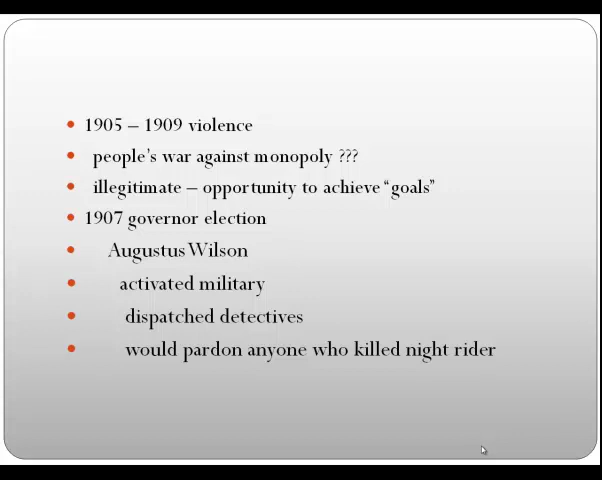 • 1905 – 1909 violence
• people's war against monopoly ???
• illegitimate – opportunity to achieve “goals”
• 1907 governor election
• Augustus Wilson
• activated military
• dispatched detectives
• would pardon anyone who killed night rider